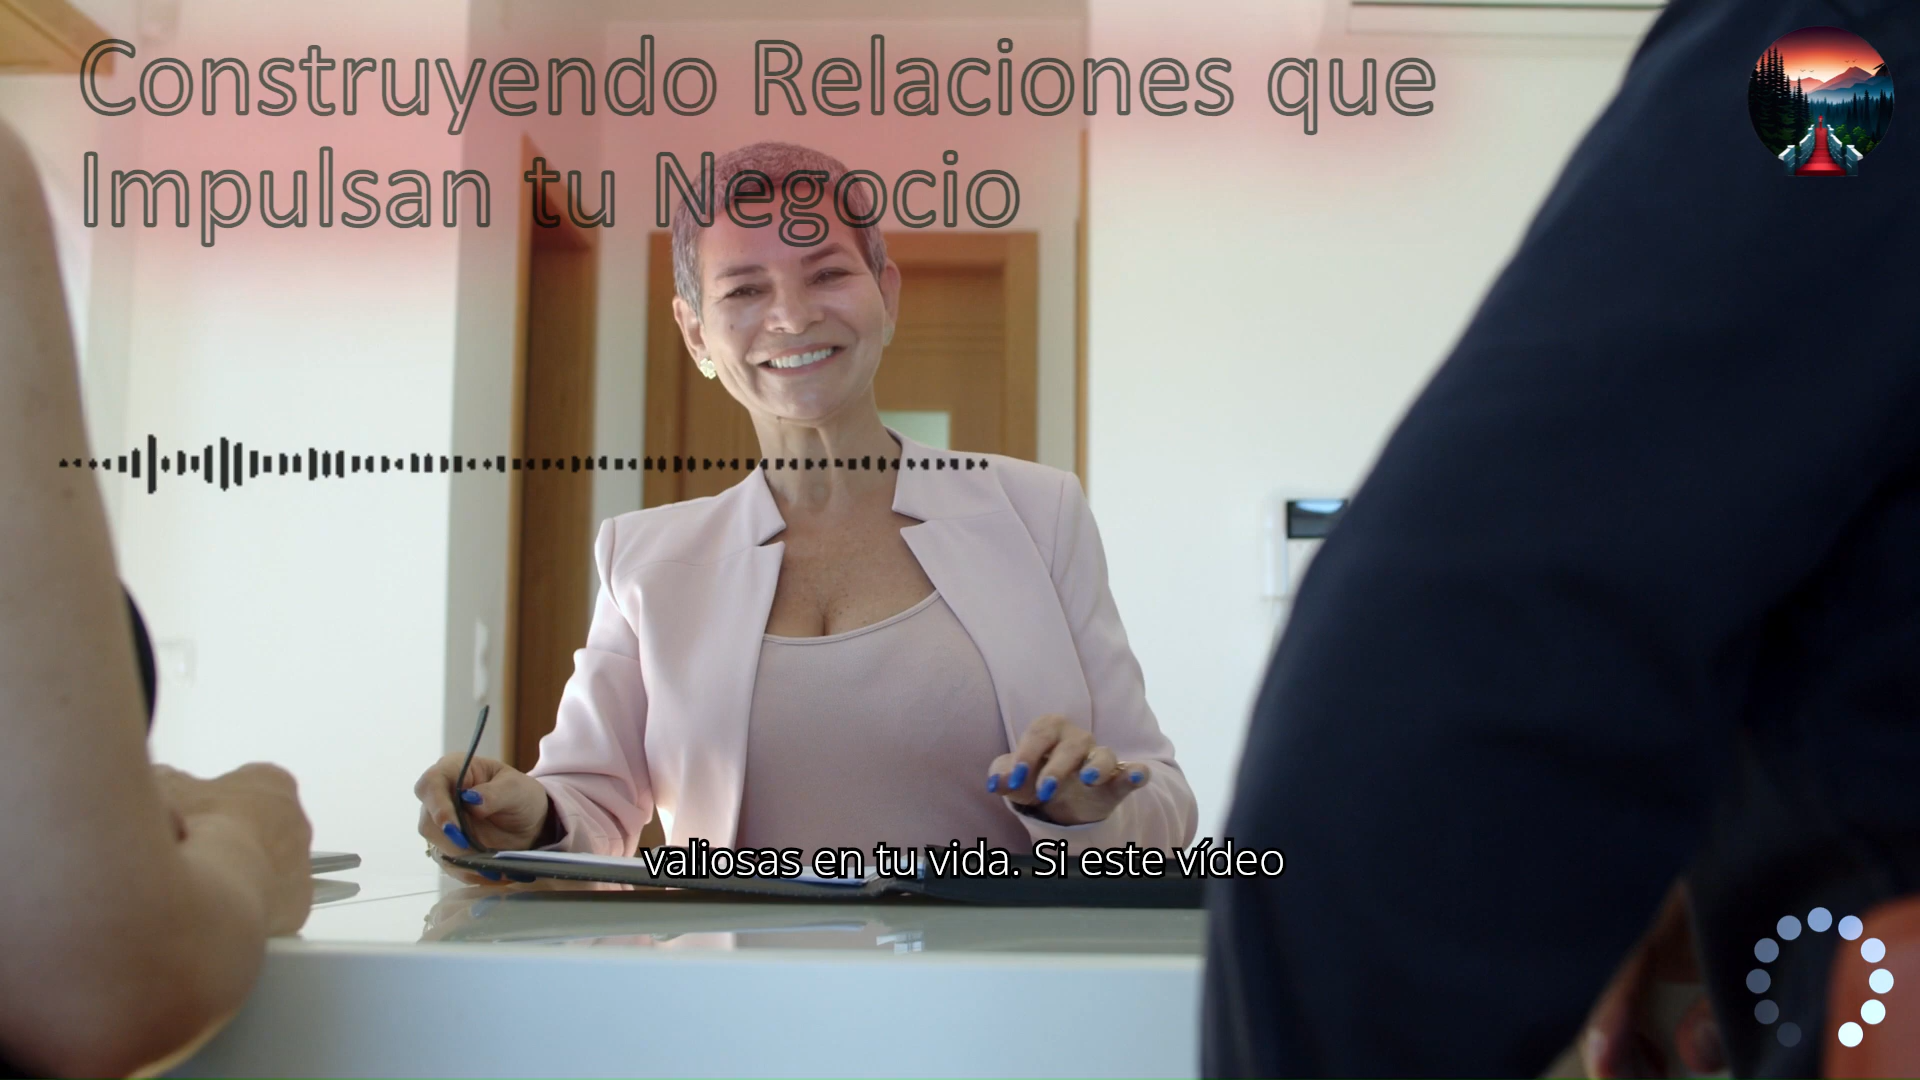 Construyendo Relaciones que
Impulsan tu Negocio
valiosas en tu vida. Si este vídeo